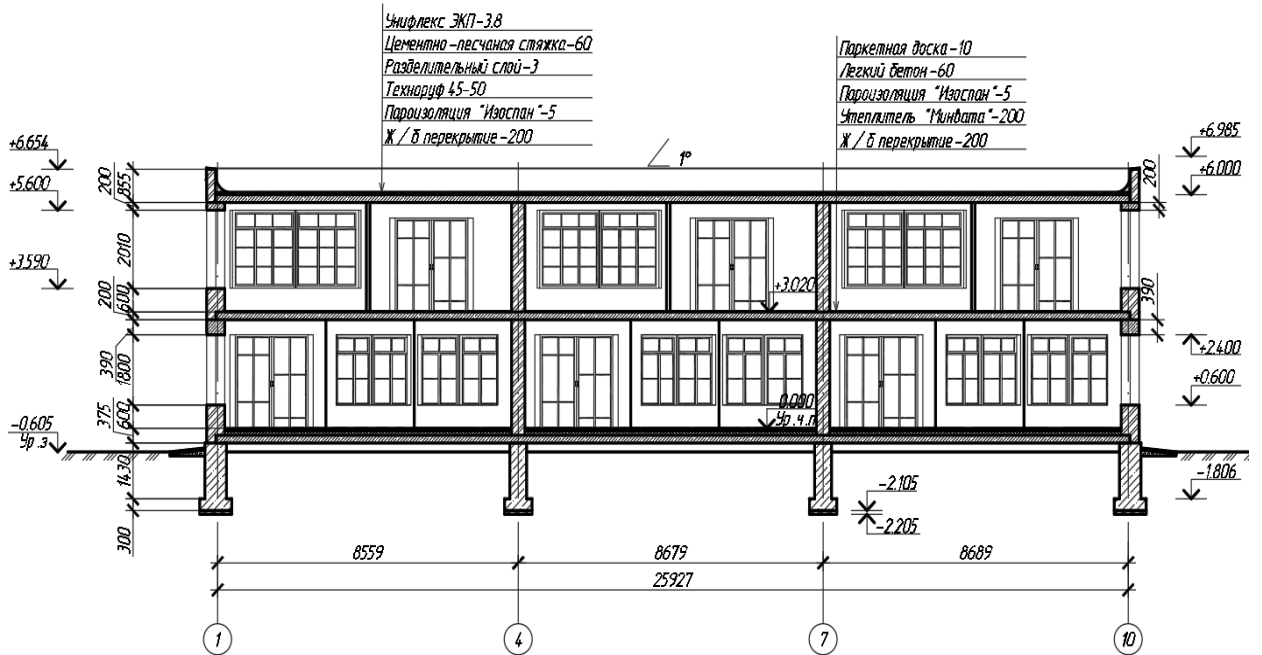 Унифлекс ЭКП-3.8
Цементно-песчаная стяжка-60
Разделительный слой-3
Техноруф 45-50
Пароизоляция "Изоспан"-5
Ж / б перекрытие-200
Паркетная доска-10
Легкий бетон-60
Пароизоляция "Изоспан"-5
Утеплитель "Минвата"-200
Ж / б перекрытие-200
1°
+6.654
+5.600
+3.590
-0.605
Ур.з
200
855
2010
200
600
390
1800
375
600
1430
300
+3.020
0.000
Ур.ч.п
+6.985
+6.000
200
390
+2.400
+0.600
-1.806
-2.105
-2.205
8559
8679
8689
25927
1
4
7
10